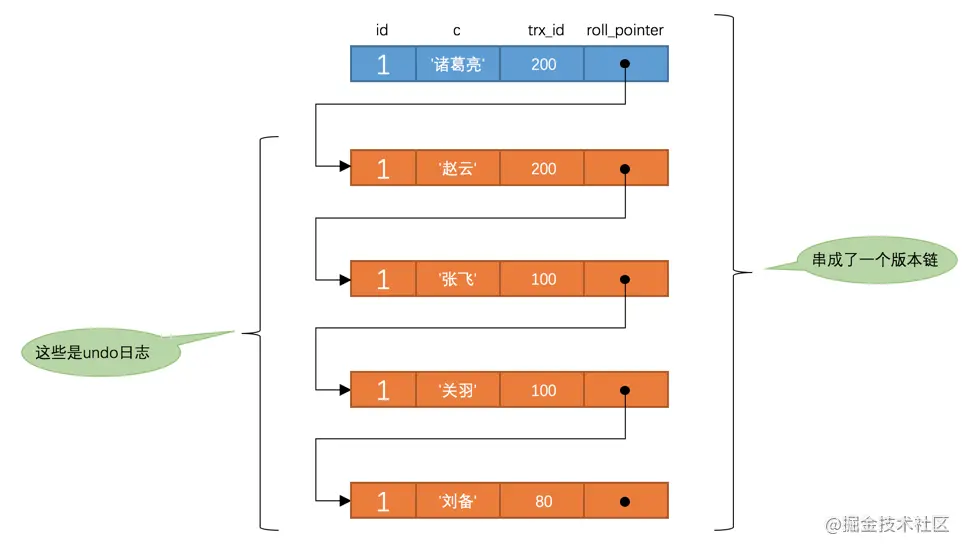 id c trx_id roll_pointer
1 '诸葛亮' 200
1 '赵云' 200
串成了一个版本链
1 '张飞' 100
这些是undo日志
1 '关羽' 100
1 '刘备' 80
@掘金技术社区